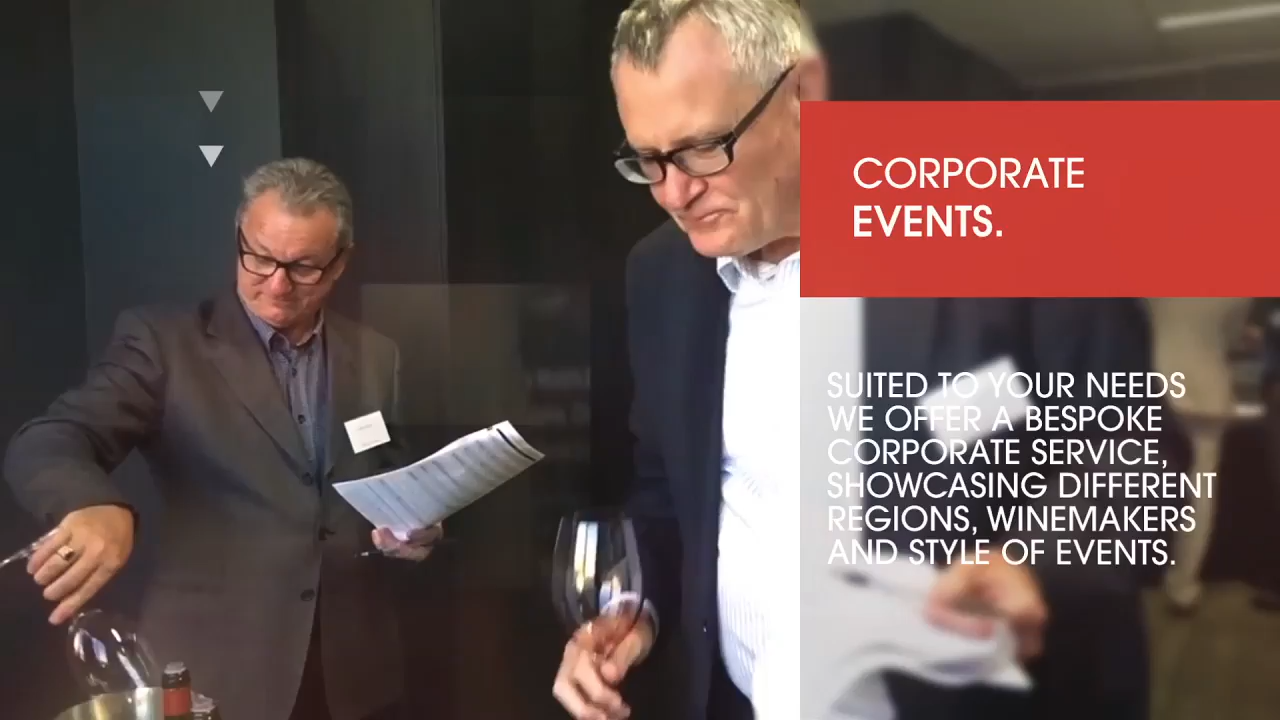 CORPORATE
EVENTS.
SUITED TO YOUR NEEDS
WE OFFER A BESPOKE
CORPORATE SERVICE,
SHOWCASING DIFFERENT
REGIONS, WINEMAKERS
AND STYLE OF EVENTS.